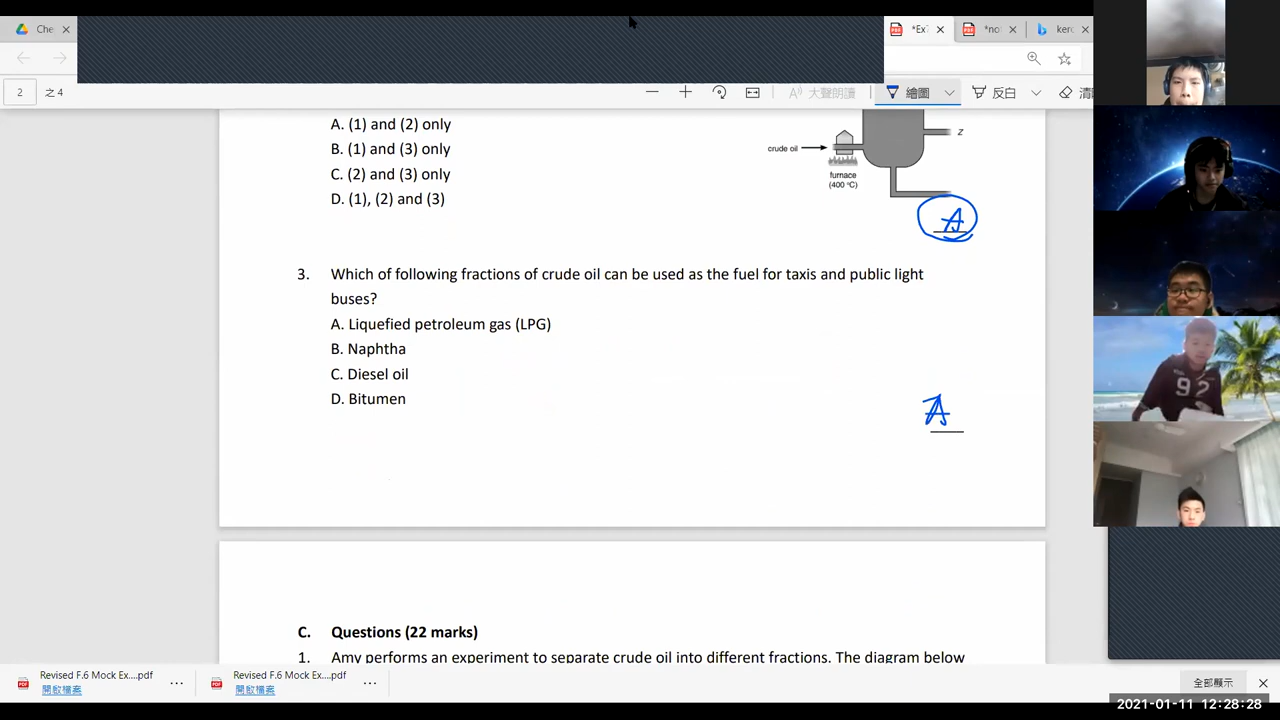 Che
*Ex
*no
kero
2
之4
大聲朗讀
繪圖
反白
清
A. (1) and (2) only
B. (1) and (3) only
C. (2) and (3) only
D. (1), (2) and (3)
z
crude oil
furnace
(400 °C)
A
3. Which of following fractions of crude oil can be used as the fuel for taxis and public light
buses?
A. Liquefied petroleum gas (LPG)
B. Naphtha
C. Diesel oil
D. Bitumen
A
C. Questions (22 marks)
1. Amy performs an experiment to separate crude oil into different fractions. The diagram below
Revised F.6 Mock Ex....pdf
開啟檔案
Revised F.6 Mock Ex....pdf
開啟檔案
全部顯示
92
2021-01-11 12:28:28